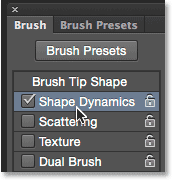 Brush Brush Presets
Brush Presets
Brush Tip Shape
Shape Dynamics
Scattering
Texture
Dual Brush